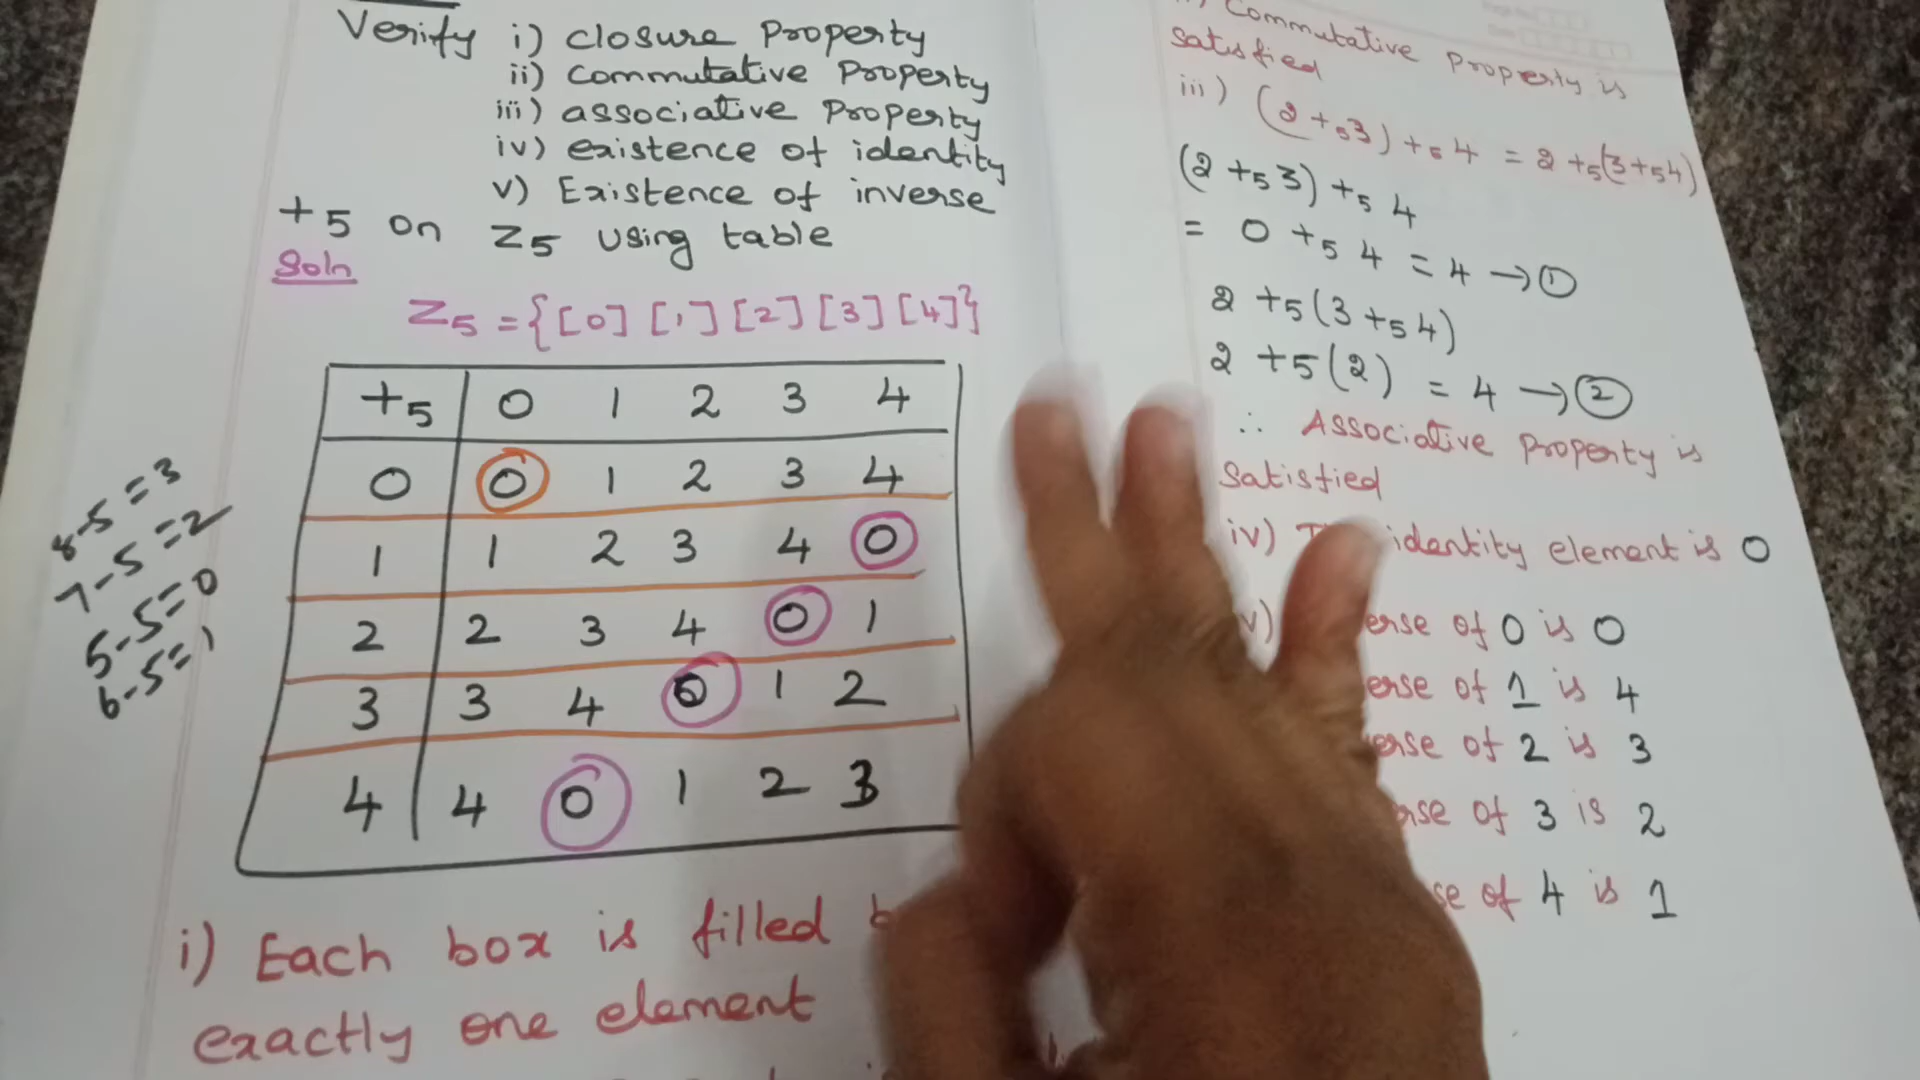 Verify i) closure Property
ii) commutative Property
iii) associative Property
iv) existence of identity
v) Existence of inverse
+5 on Z5 using table
Soln
Z5 = {[0] [1] [2] [3] [4]}
+5 0 1 2 3 4
0 0 1 2 3 4
1 1 2 3 4 0
2 2 3 4 0 1
3 3 4 0 1 2
4 4 0 1 2 3
8-5=3
7-5=2
5-5=0
6-5=1
i) Each box is filled
exactly one element
Commutative Property is
satisfied
iii) (2 +5 3) +5 4 = 2 +5 (3 +5 4)
(2 +5 3) +5 4
= 0 +5 4 = 4 → ①
2 +5 (3 +5 4)
2 +5 (2) = 4 → ②
∴ Associative Property is
satisfied
iv) identity element is 0
v) erse of 0 is 0
erse of 1 is 4
erse of 2 is 3
rse of 3 is 2
se of 4 is 1